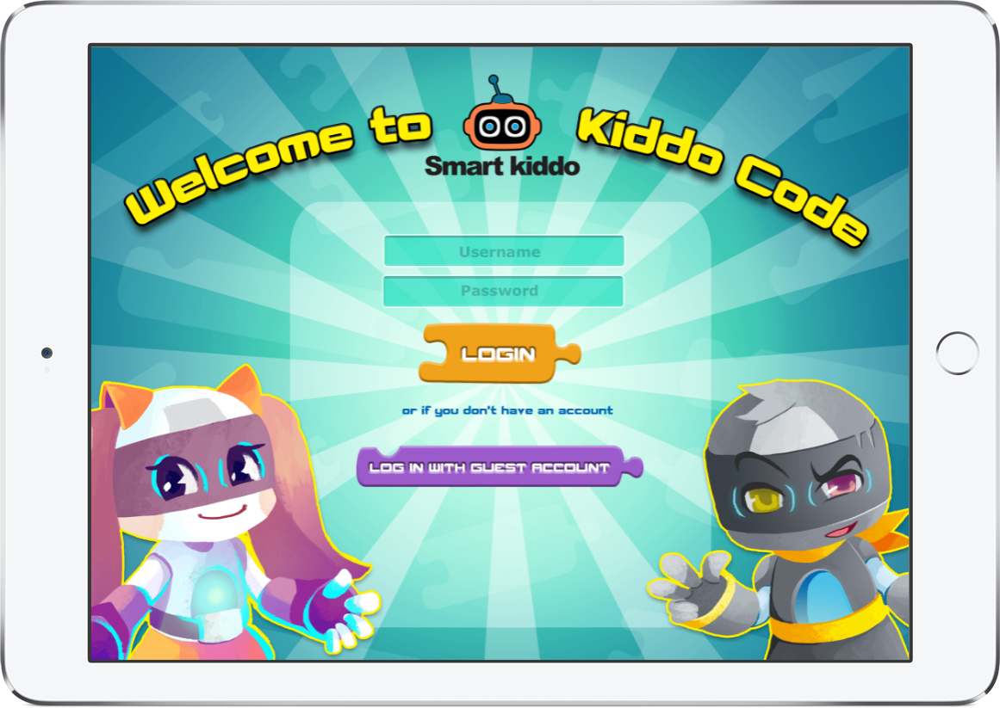 Welcome to Kiddo Code
Smart kiddo
Username
Password
LOGIN
or if you don't have an account
LOG IN WITH GUEST ACCOUNT